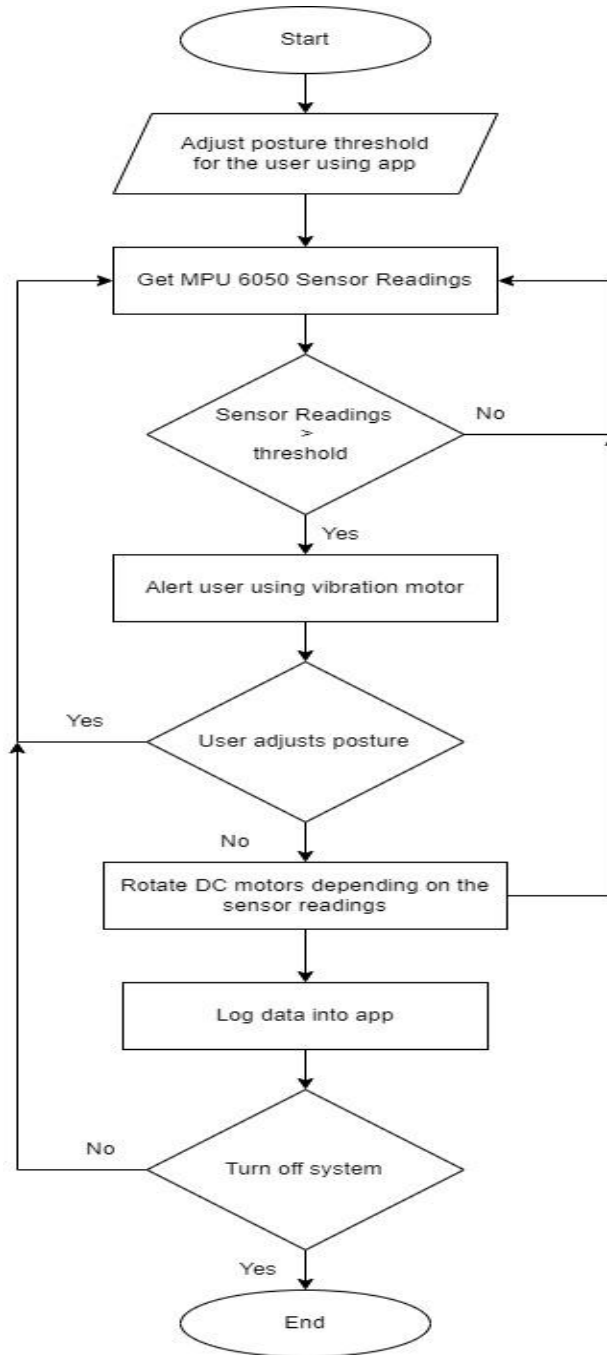 Start
Adjust posture threshold
for the user using app
Get MPU 6050 Sensor Readings
Sensor Readings
>
threshold
No
Yes
Alert user using vibration motor
Yes
User adjusts posture
No
Rotate DC motors depending on the
sensor readings
Log data into app
No
Turn off system
Yes
End